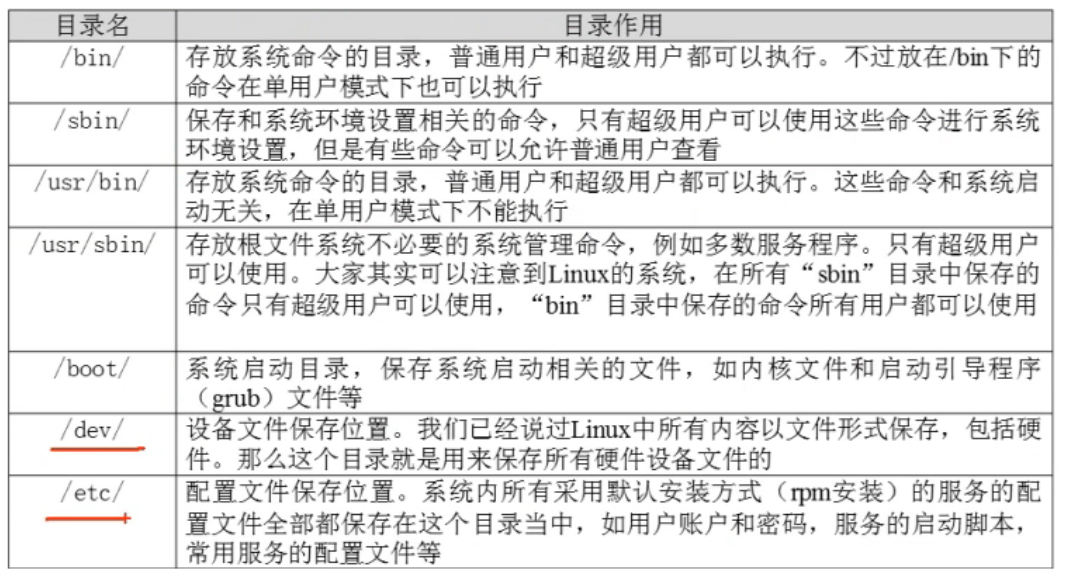 目录名 目录作用
/bin/ 存放系统命令的目录，普通用户和超级用户都可以执行。不过放在/bin下的
命令在单用户模式下也可以执行
/sbin/ 保存和系统环境设置相关的命令，只有超级用户可以使用这些命令进行系统
环境设置，但是有些命令可以允许普通用户查看
/usr/bin/ 存放系统命令的目录，普通用户和超级用户都可以执行。这些命令和系统启
动无关，在单用户模式下不能执行
/usr/sbin/ 存放根文件系统不必要的系统管理命令，例如多数服务程序。只有超级用户
可以使用。大家其实可以注意到Linux的系统，在所有“sbin”目录中保存的
命令只有超级用户可以使用，“bin”目录中保存的命令所有用户都可以使用
/boot/ 系统启动目录，保存系统启动相关的文件，如内核文件和启动引导程序
（grub）文件等
/dev/ 设备文件保存位置。我们已经说过Linux中所有内容以文件形式保存，包括硬
件。那么这个目录就是用来保存所有硬件设备文件的
/etc/ 配置文件保存位置。系统内所有采用默认安装方式（rpm安装）的服务的配
置文件全部都保存在这个目录当中，如用户账户和密码，服务的启动脚本，
常用服务的配置文件等